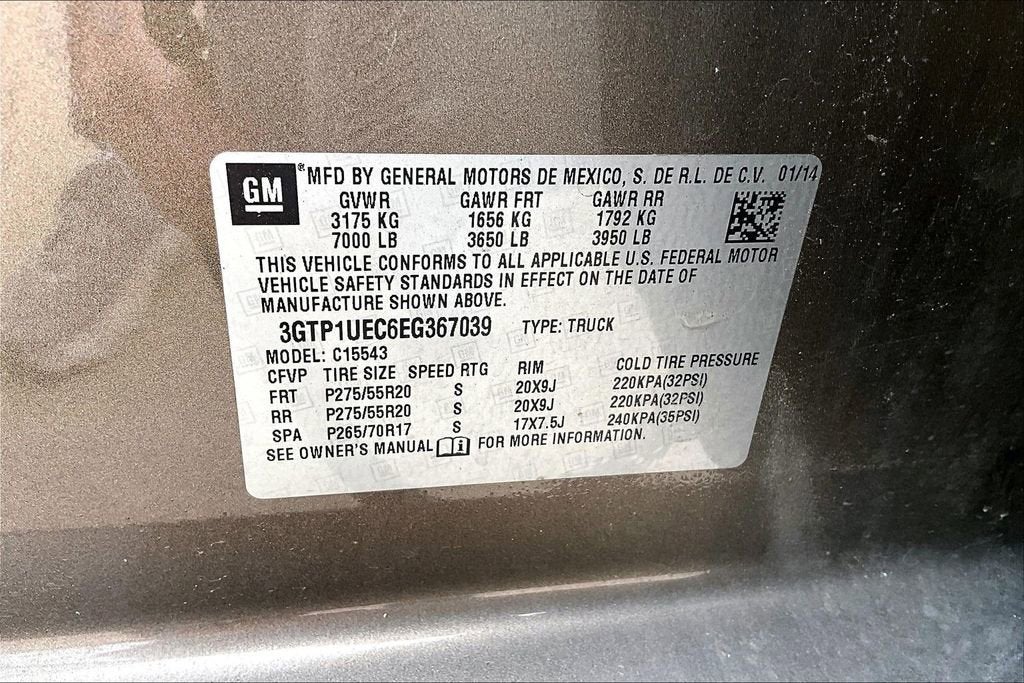 GM ® MFD BY GENERAL MOTORS DE MEXICO, S. DE R.L. DE C.V. 01/14
GVWR GAWR FRT GAWR RR
3175 KG 1656 KG 1792 KG
7000 LB 3650 LB 3950 LB
THIS VEHICLE CONFORMS TO ALL APPLICABLE U.S. FEDERAL MOTOR
VEHICLE SAFETY STANDARDS IN EFFECT ON THE DATE OF
MANUFACTURE SHOWN ABOVE.
3GTP1UEC6EG367039 TYPE: TRUCK
MODEL: C15543
CFVP TIRE SIZE SPEED RTG RIM COLD TIRE PRESSURE
FRT P275/55R20 S 20X9J 220KPA(32PSI)
RR P275/55R20 S 20X9J 220KPA(32PSI)
SPA P265/70R17 S 17X7.5J 240KPA(35PSI)
SEE OWNER'S MANUAL i FOR MORE INFORMATION.